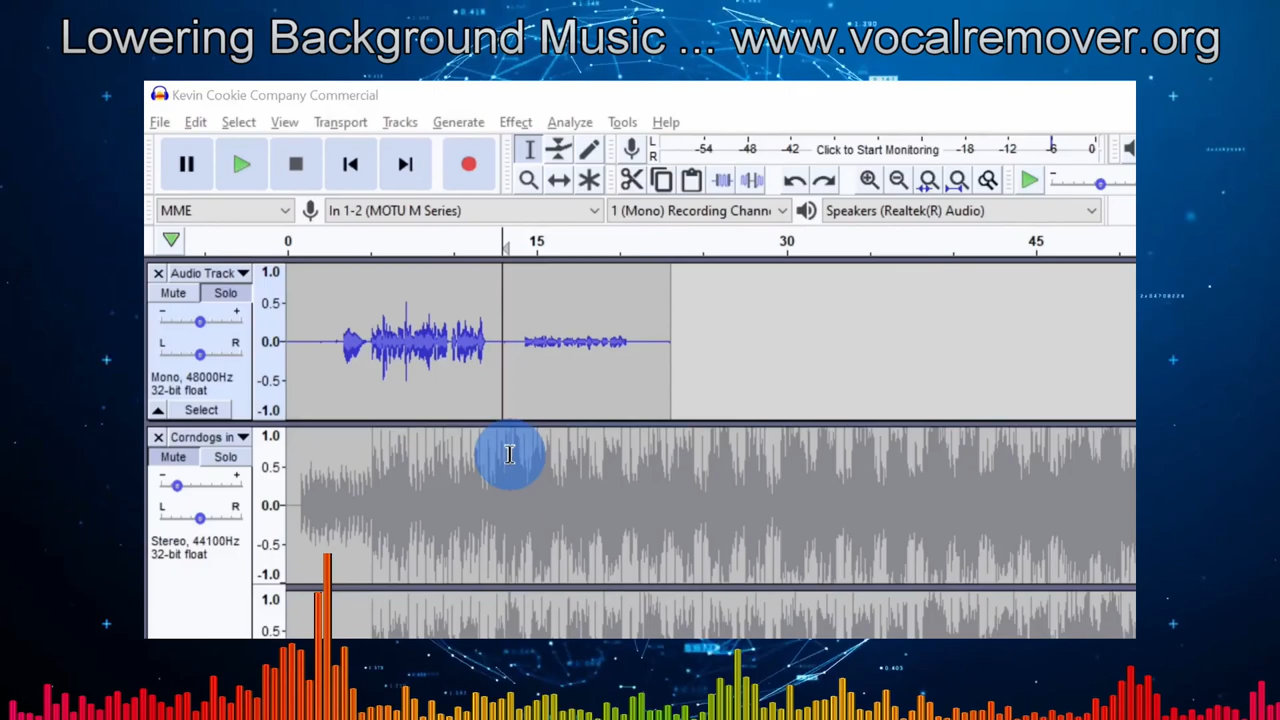 Lowering Background Music ... www.vocalremover.org
Kevin Cookie Company Commercial
File Edit Select View Transport Tracks Generate Effect Analyze Tools Help
L
R
-54 -48 -42 Click to Start Monitoring -18 -12 -6 0
MME In 1-2 (MOTU M Series) 1 (Mono) Recording Chann Speakers (Realtek(R) Audio)
0 15 30 45
Audio Track 1.0
Mute Solo
- + 0.5
L R 0.0
Mono, 48000Hz -0.5
32-bit float
Select -1.0
Corndogs in 1.0
Mute Solo
- + 0.5
L R 0.0
Stereo, 44100Hz -0.5
32-bit float
-1.0
1.0
0.5